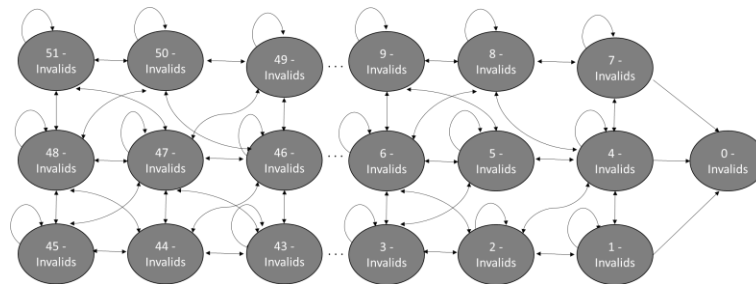 51 -
Invalids
50 -
Invalids
49 -
Invalids
. . .
9 -
Invalids
8 -
Invalids
7 -
Invalids
48 -
Invalids
47 -
Invalids
46 -
Invalids
. . .
6 -
Invalids
5 -
Invalids
4 -
Invalids
0 -
Invalids
45 -
Invalids
44 -
Invalids
43 -
Invalids
. . .
3 -
Invalids
2 -
Invalids
1 -
Invalids